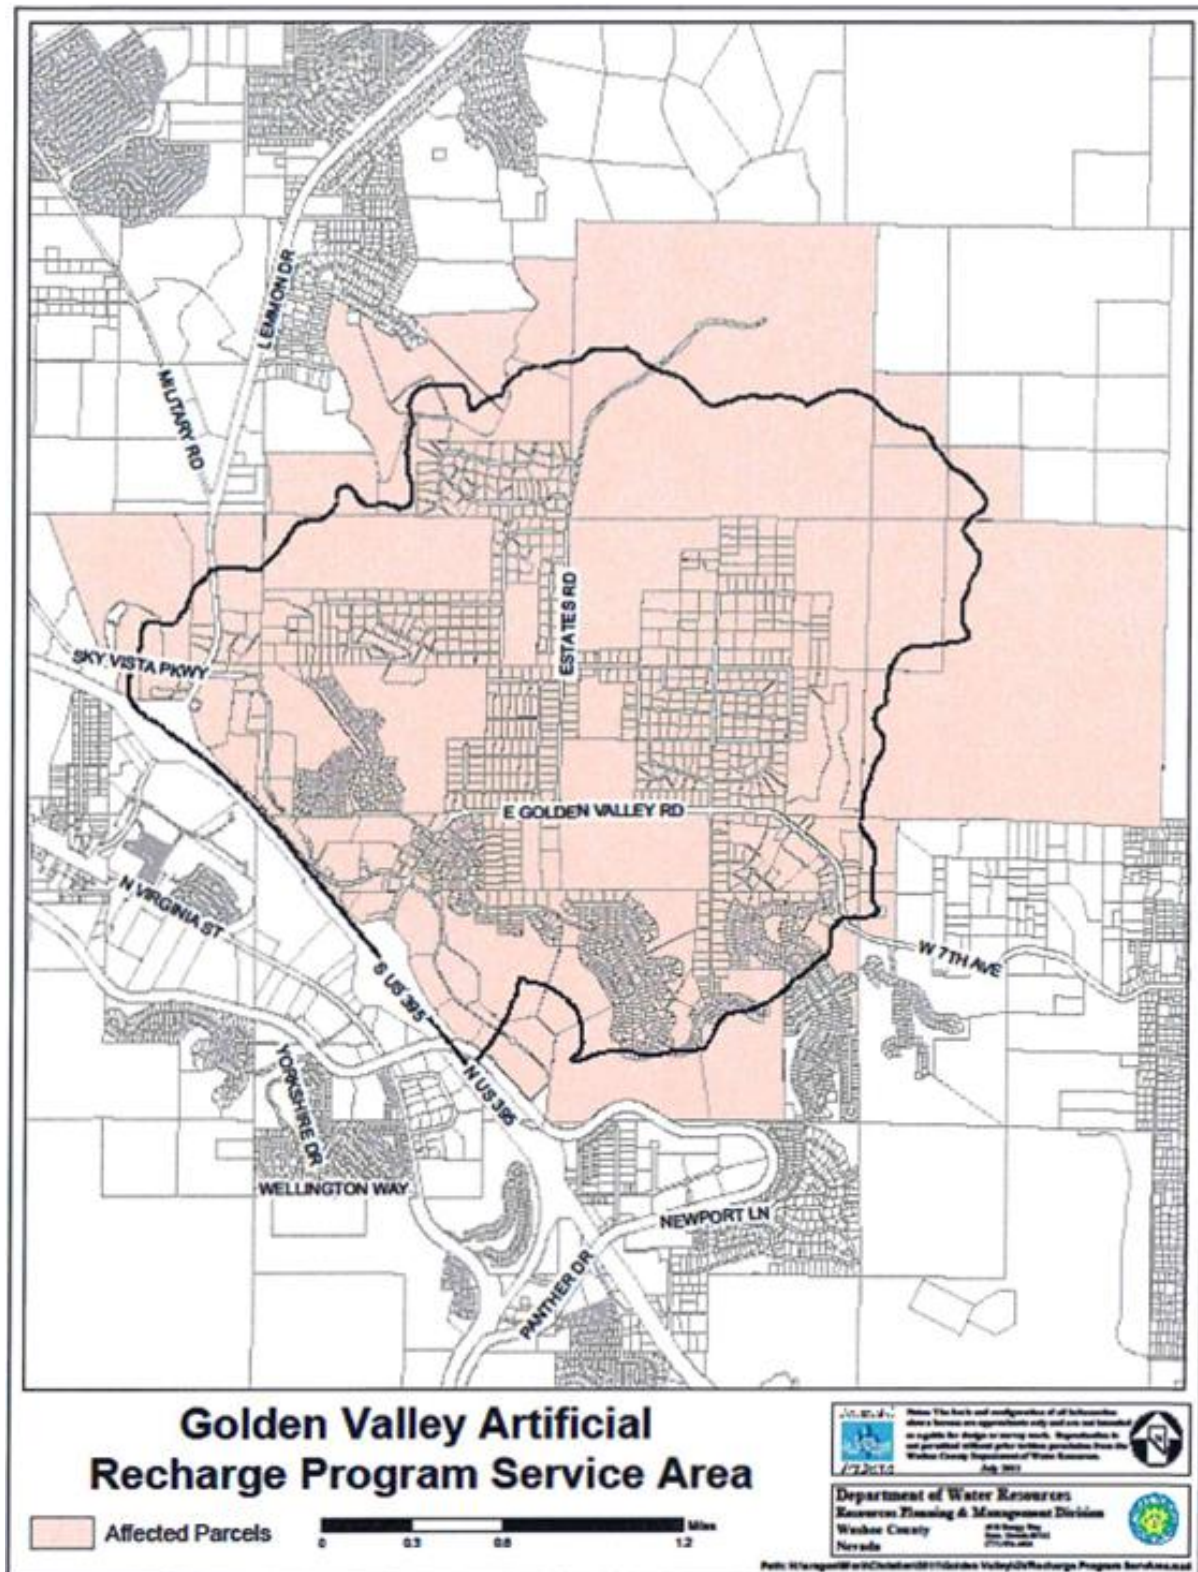 LEMMON DR
MILITARY RD
ESTATES RD
SKY VISTA PKWY
E GOLDEN VALLEY RD
N VIRGINIA ST
W 7TH AVE
S US 395
N US 395
YORKSHIRE DR
WELLINGTON WAY
NEWPORT LN
PANTHER DR
Golden Valley Artificial
Recharge Program Service Area
Affected Parcels
Miles
0 0.3 0.6 1.2
Department of Water Resources
Resources Planning & Management Division
Washoe County
Nevada